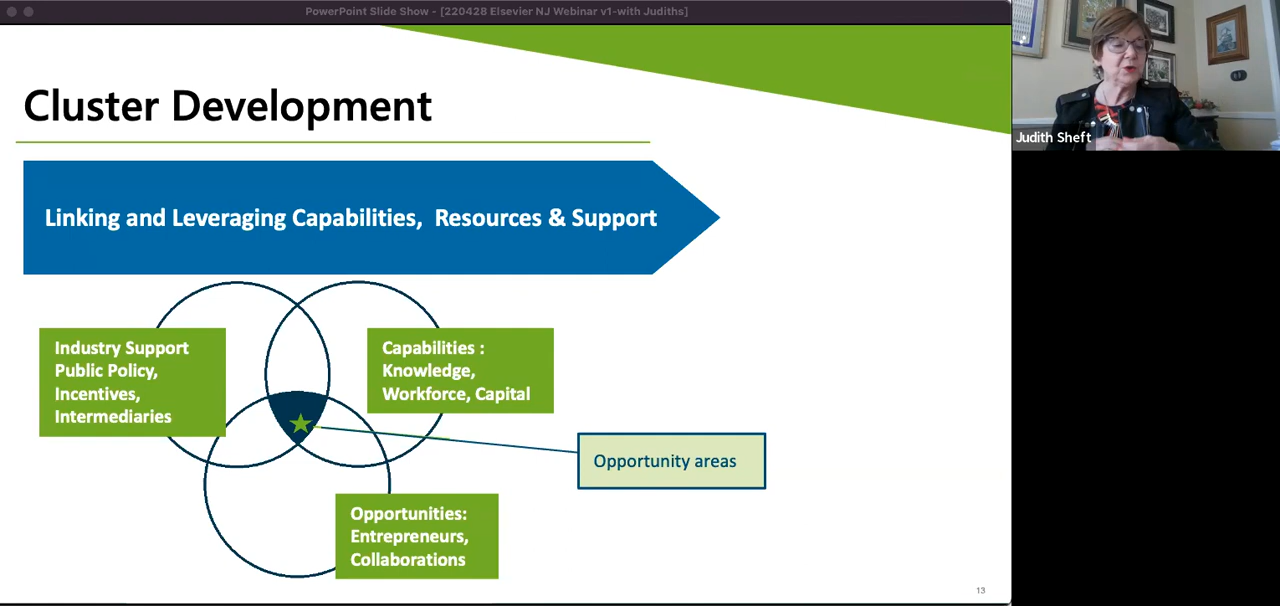 PowerPoint Slide Show - [220428 Elsevier NJ Webinar v1-with Judiths]
Judith Sheft
Cluster Development
Linking and Leveraging Capabilities, Resources & Support
Industry Support
Public Policy,
Incentives,
Intermediaries
Capabilities :
Knowledge,
Workforce, Capital
Opportunity areas
Opportunities:
Entrepreneurs,
Collaborations
13